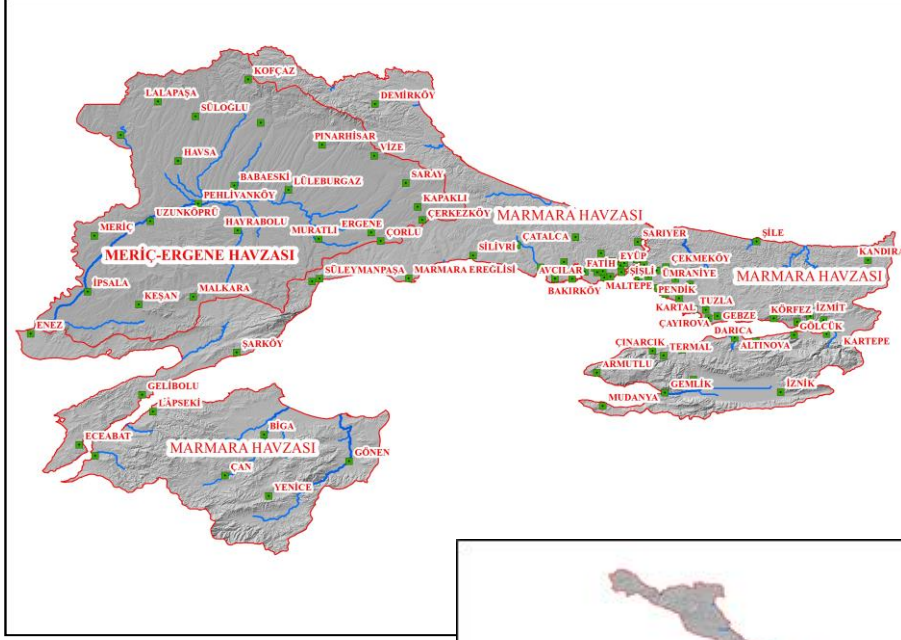 KOFÇAZ
LALAPAŞA
DEMİRKÖY
SÜLOĞLU
PINARHİSAR
VİZE
HAVSA
SARAY
BABAESKİ
LÜLEBURGAZ
PEHLİVANKÖY
KAPAKLI
UZUNKÖPRÜ
ÇERKEZKÖY
MARMARA HAVZASI
MERİÇ
HAYRABOLU
MURATLI
ERGENE
ÇORLU
ÇATALCA
SARIYER
ŞİLE
MERİÇ-ERGENE HAVZASI
SİLİVRİ
EYÜP
ÇEKMEKÖY
KANDIRA
AVCILAR
FATİH
ŞİŞLİ
ÜMRANİYE
MARMARA HAVZASI
SÜLEYMANPAŞA
MARMARA EREĞLİSİ
BAKIRKÖY
MALTEPE
PENDİK
İPSALA
KEŞAN
MALKARA
KARTAL
TUZLA
ÇAYIROVA
GEBZE
KÖRFEZ
İZMİT
ENEZ
DARICA
GÖLCÜK
ŞARKÖY
ÇINARCIK
TERMAL
ALTINOVA
KARTEPE
ARMUTLU
GELİBOLU
GEMLİK
İZNİK
LAPSEKİ
MUDANYA
ECEABAT
BİGA
MARMARA HAVZASI
GÖNEN
ÇAN
YENİCE